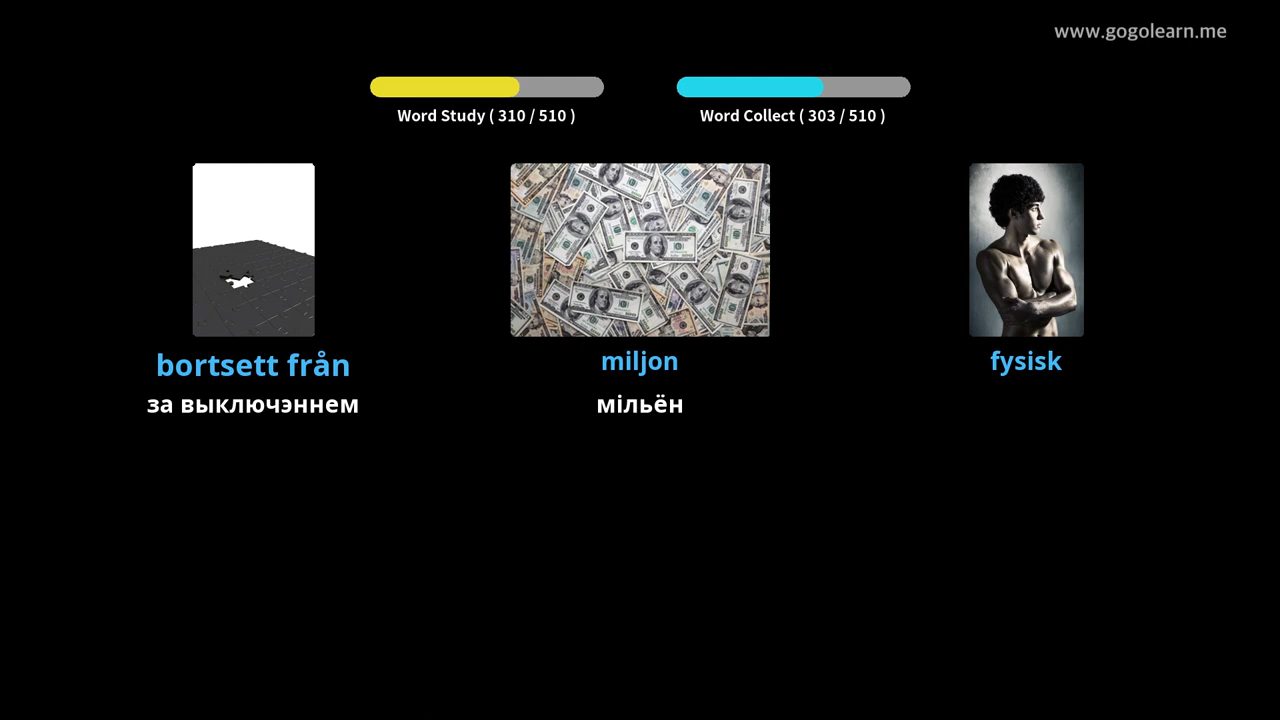 www.gogolearn.me
Word Study ( 310 / 510 )
Word Collect ( 303 / 510 )
bortsett från
miljon
fysisk
за выключэннем
мільён